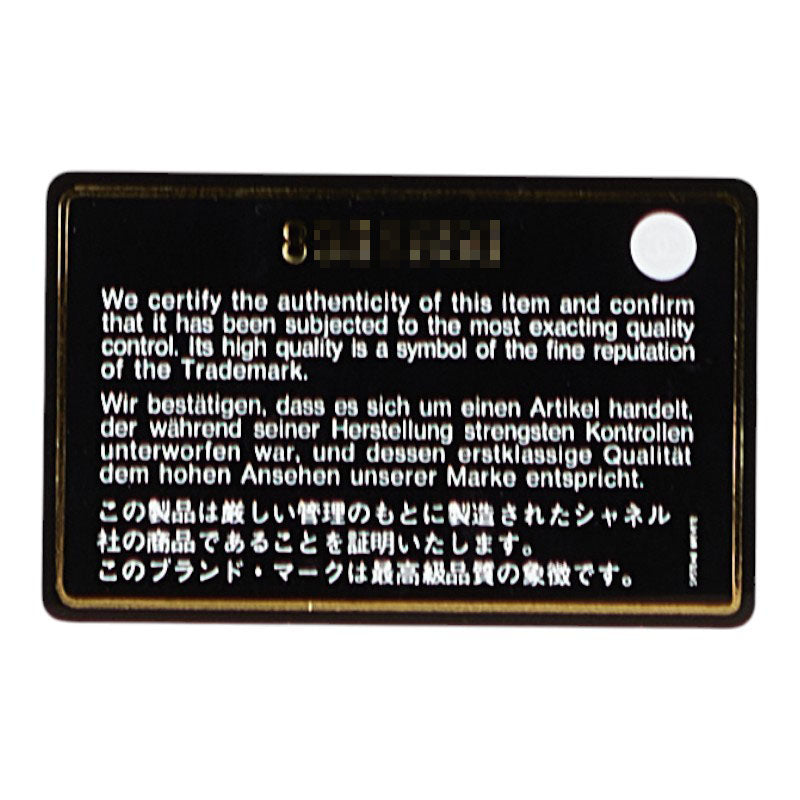 8
We certify the authenticity of this item and confirm
that it has been subjected to the most exacting quality
control. Its high quality is a symbol of the fine reputation
of the Trademark.
Wir bestätigen, dass es sich um einen Artikel handelt,
der während seiner Herstellung strengsten Kontrollen
unterworfen war, und dessen erstklassige Qualität
dem hohen Ansehen unserer Marke entspricht.
この製品は厳しい管理のもとに製造されたシャネル
社の商品であることを証明いたします。
このブランド・マークは最高級品質の象徴です。